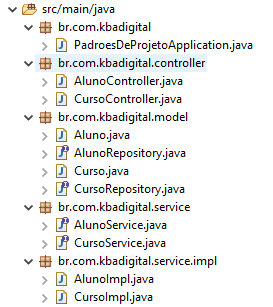 src/main/java
br.com.kbadigital
PadroesDeProjetoApplication.java
br.com.kbadigital.controller
AlunoController.java
CursoController.java
br.com.kbadigital.model
Aluno.java
AlunoRepository.java
Curso.java
CursoRepository.java
br.com.kbadigital.service
AlunoService.java
CursoService.java
br.com.kbadigital.service.impl
AlunoImpl.java
CursoImpl.java